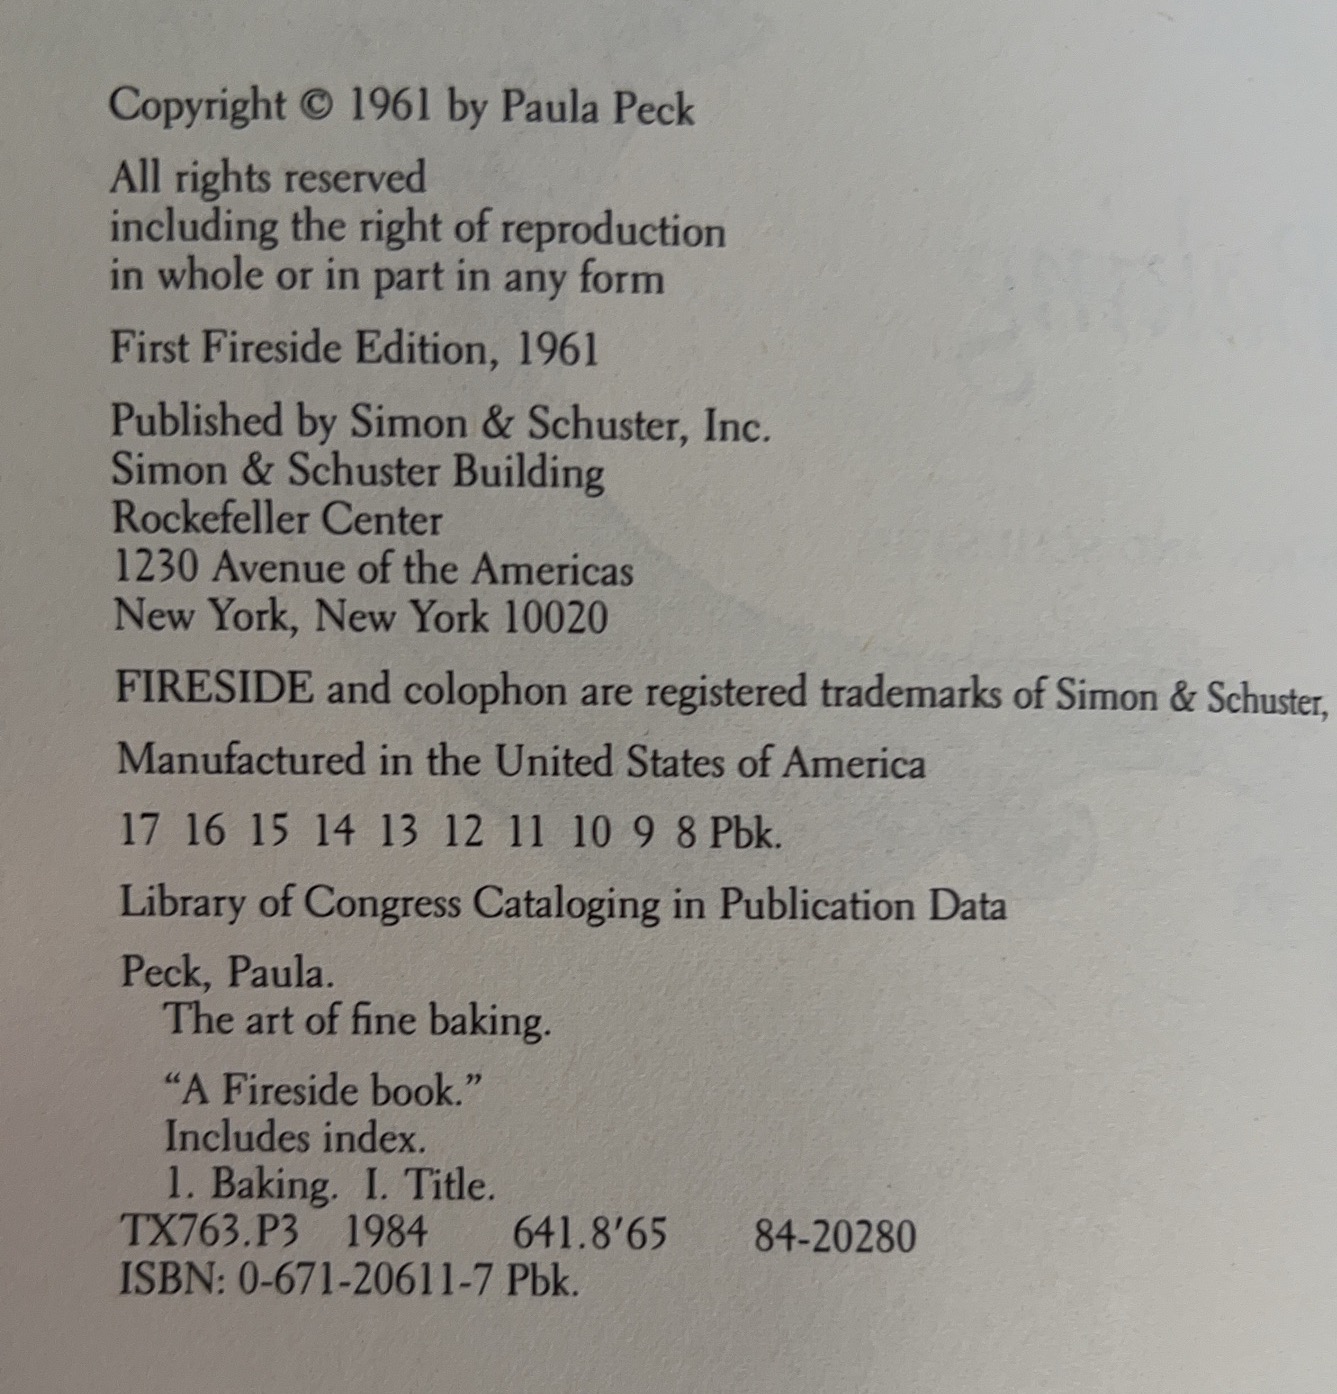 Copyright © 1961 by Paula Peck
All rights reserved
including the right of reproduction
in whole or in part in any form
First Fireside Edition, 1961
Published by Simon & Schuster, Inc.
Simon & Schuster Building
Rockefeller Center
1230 Avenue of the Americas
New York, New York 10020
FIRESIDE and colophon are registered trademarks of Simon & Schuster,
Manufactured in the United States of America
17 16 15 14 13 12 11 10 9 8 Pbk.
Library of Congress Cataloging in Publication Data
Peck, Paula.
The art of fine baking.
“A Fireside book.”
Includes index.
1. Baking. I. Title.
TX763.P3 1984 641.8′65 84-20280
ISBN: 0-671-20611-7 Pbk.